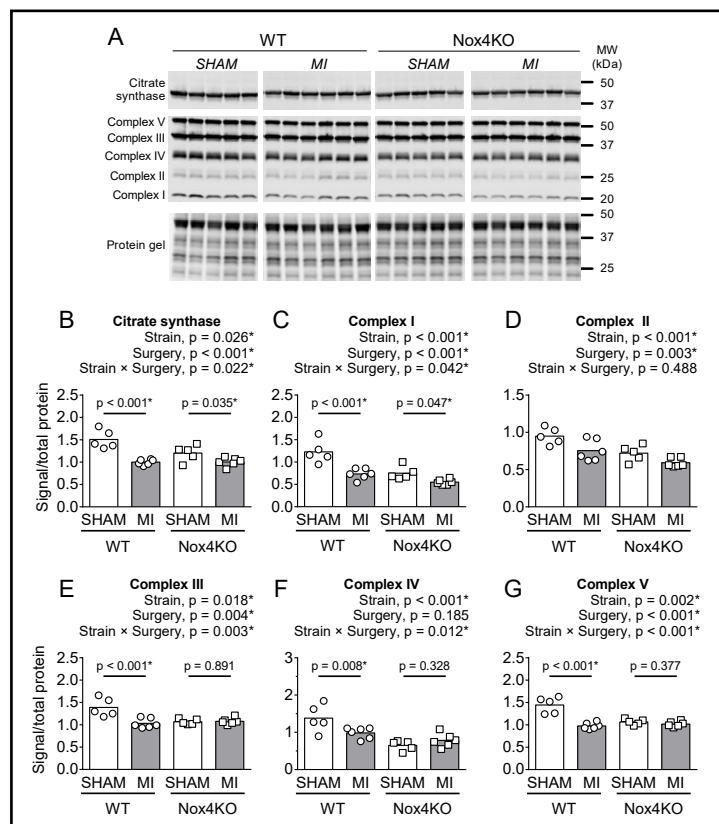 A
WT Nox4KO
SHAM MI SHAM MI
MW
(kDa)
Citrate
synthase
50
37
Complex V
Complex III
Complex IV
Complex II
Complex I
50
37
25
20
Protein gel
50
37
25
B
Citrate synthase
Strain, p = 0.026*
Surgery, p < 0.001*
Strain × Surgery, p = 0.022*
Signal/total protein
2.5
2.0
1.5
1.0
0.5
0.0
p < 0.001* p = 0.035*
SHAM MI SHAM MI
WT Nox4KO
C
Complex I
Strain, p < 0.001*
Surgery, p < 0.001*
Strain × Surgery, p = 0.042*
2.5
2.0
1.5
1.0
0.5
0.0
p < 0.001* p = 0.047*
SHAM MI SHAM MI
WT Nox4KO
D
Complex II
Strain, p < 0.001*
Surgery, p = 0.003*
Strain × Surgery, p = 0.488
1.5
1.0
0.5
0.0
SHAM MI SHAM MI
WT Nox4KO
E
Complex III
Strain, p = 0.018*
Surgery, p = 0.004*
Strain × Surgery, p = 0.003*
Signal/total protein
2.5
2.0
1.5
1.0
0.5
0.0
p < 0.001* p = 0.891
SHAM MI SHAM MI
WT Nox4KO
F
Complex IV
Strain, p < 0.001*
Surgery, p = 0.185
Strain × Surgery, p = 0.012*
3
2
1
0
p = 0.008* p = 0.328
SHAM MI SHAM MI
WT Nox4KO
G
Complex V
Strain, p = 0.002*
Surgery, p < 0.001*
Strain × Surgery, p < 0.001*
2.5
2.0
1.5
1.0
0.5
0.0
p < 0.001* p = 0.377
SHAM MI SHAM MI
WT Nox4KO